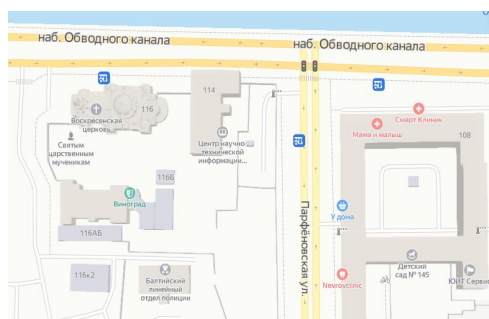 наб. Обводного канала
наб. Обводного канала
114
116
Воскресенская
церковь
Смарт Клиник
Мама и малыш
108
Центр научно-
технической
информации...
Святым
царственным
мученикам
116Б
Виноград
У дома
Парфёновская ул.
116АБ
116к2
Балтийский
линейный
отдел полиции
Детский
сад № 145
Nevroclinic
ЮИТ Сервис